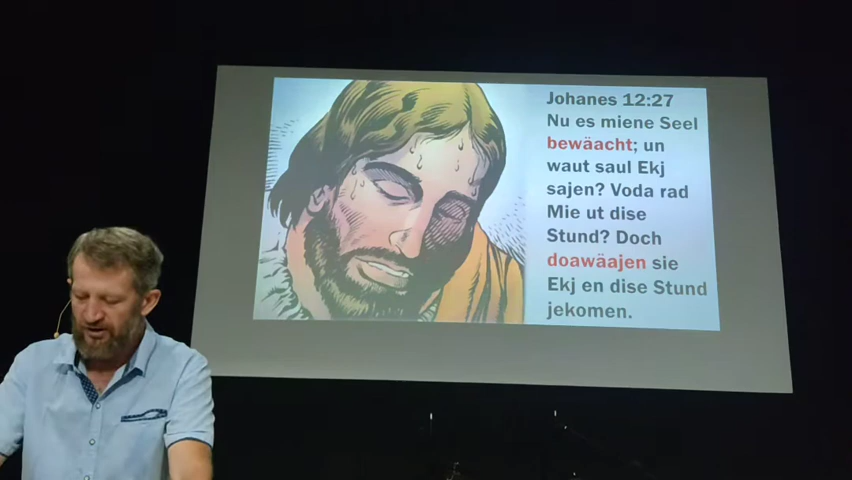 Johanes 12:27
Nu es miene Seel
bewäacht; un
waut saul Ekj
sajen? Voda rad
Mie ut dise
Stund? Doch
doawäajen sie
Ekj en dise Stund
jekomen.